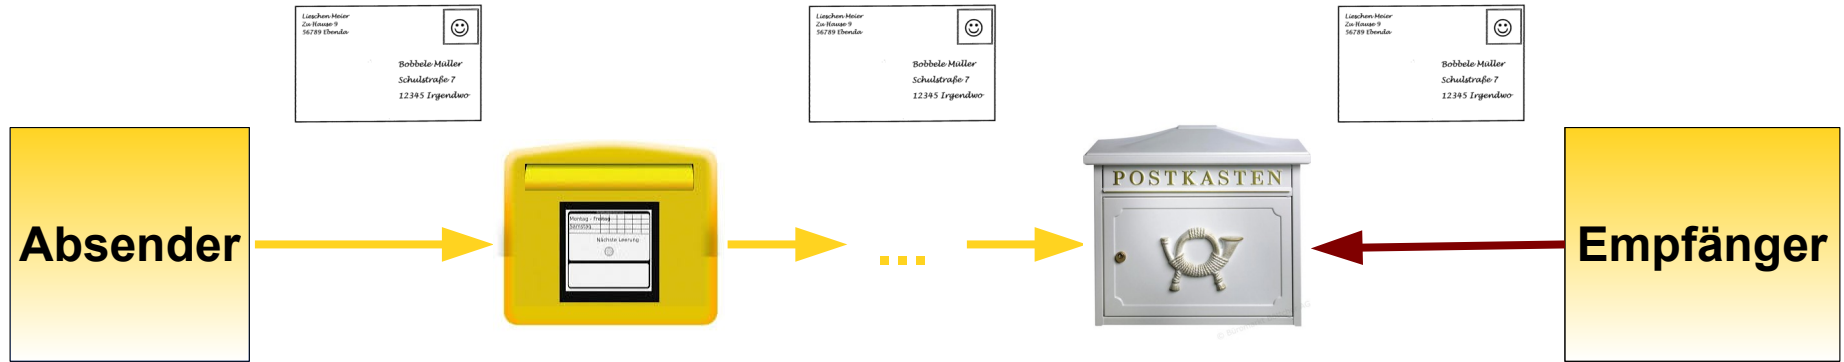 Lieschen Meier
Zu Hause 9
56789 Ebenda
Bobbele Müller
Schulstraße 7
12345 Irgendwo
Lieschen Meier
Zu Hause 9
56789 Ebenda
Bobbele Müller
Schulstraße 7
12345 Irgendwo
Lieschen Meier
Zu Hause 9
56789 Ebenda
Bobbele Müller
Schulstraße 7
12345 Irgendwo
Absender
Montag - Freitag
Samstag
Nächste Leerung
...
POSTKASTEN
Empfänger